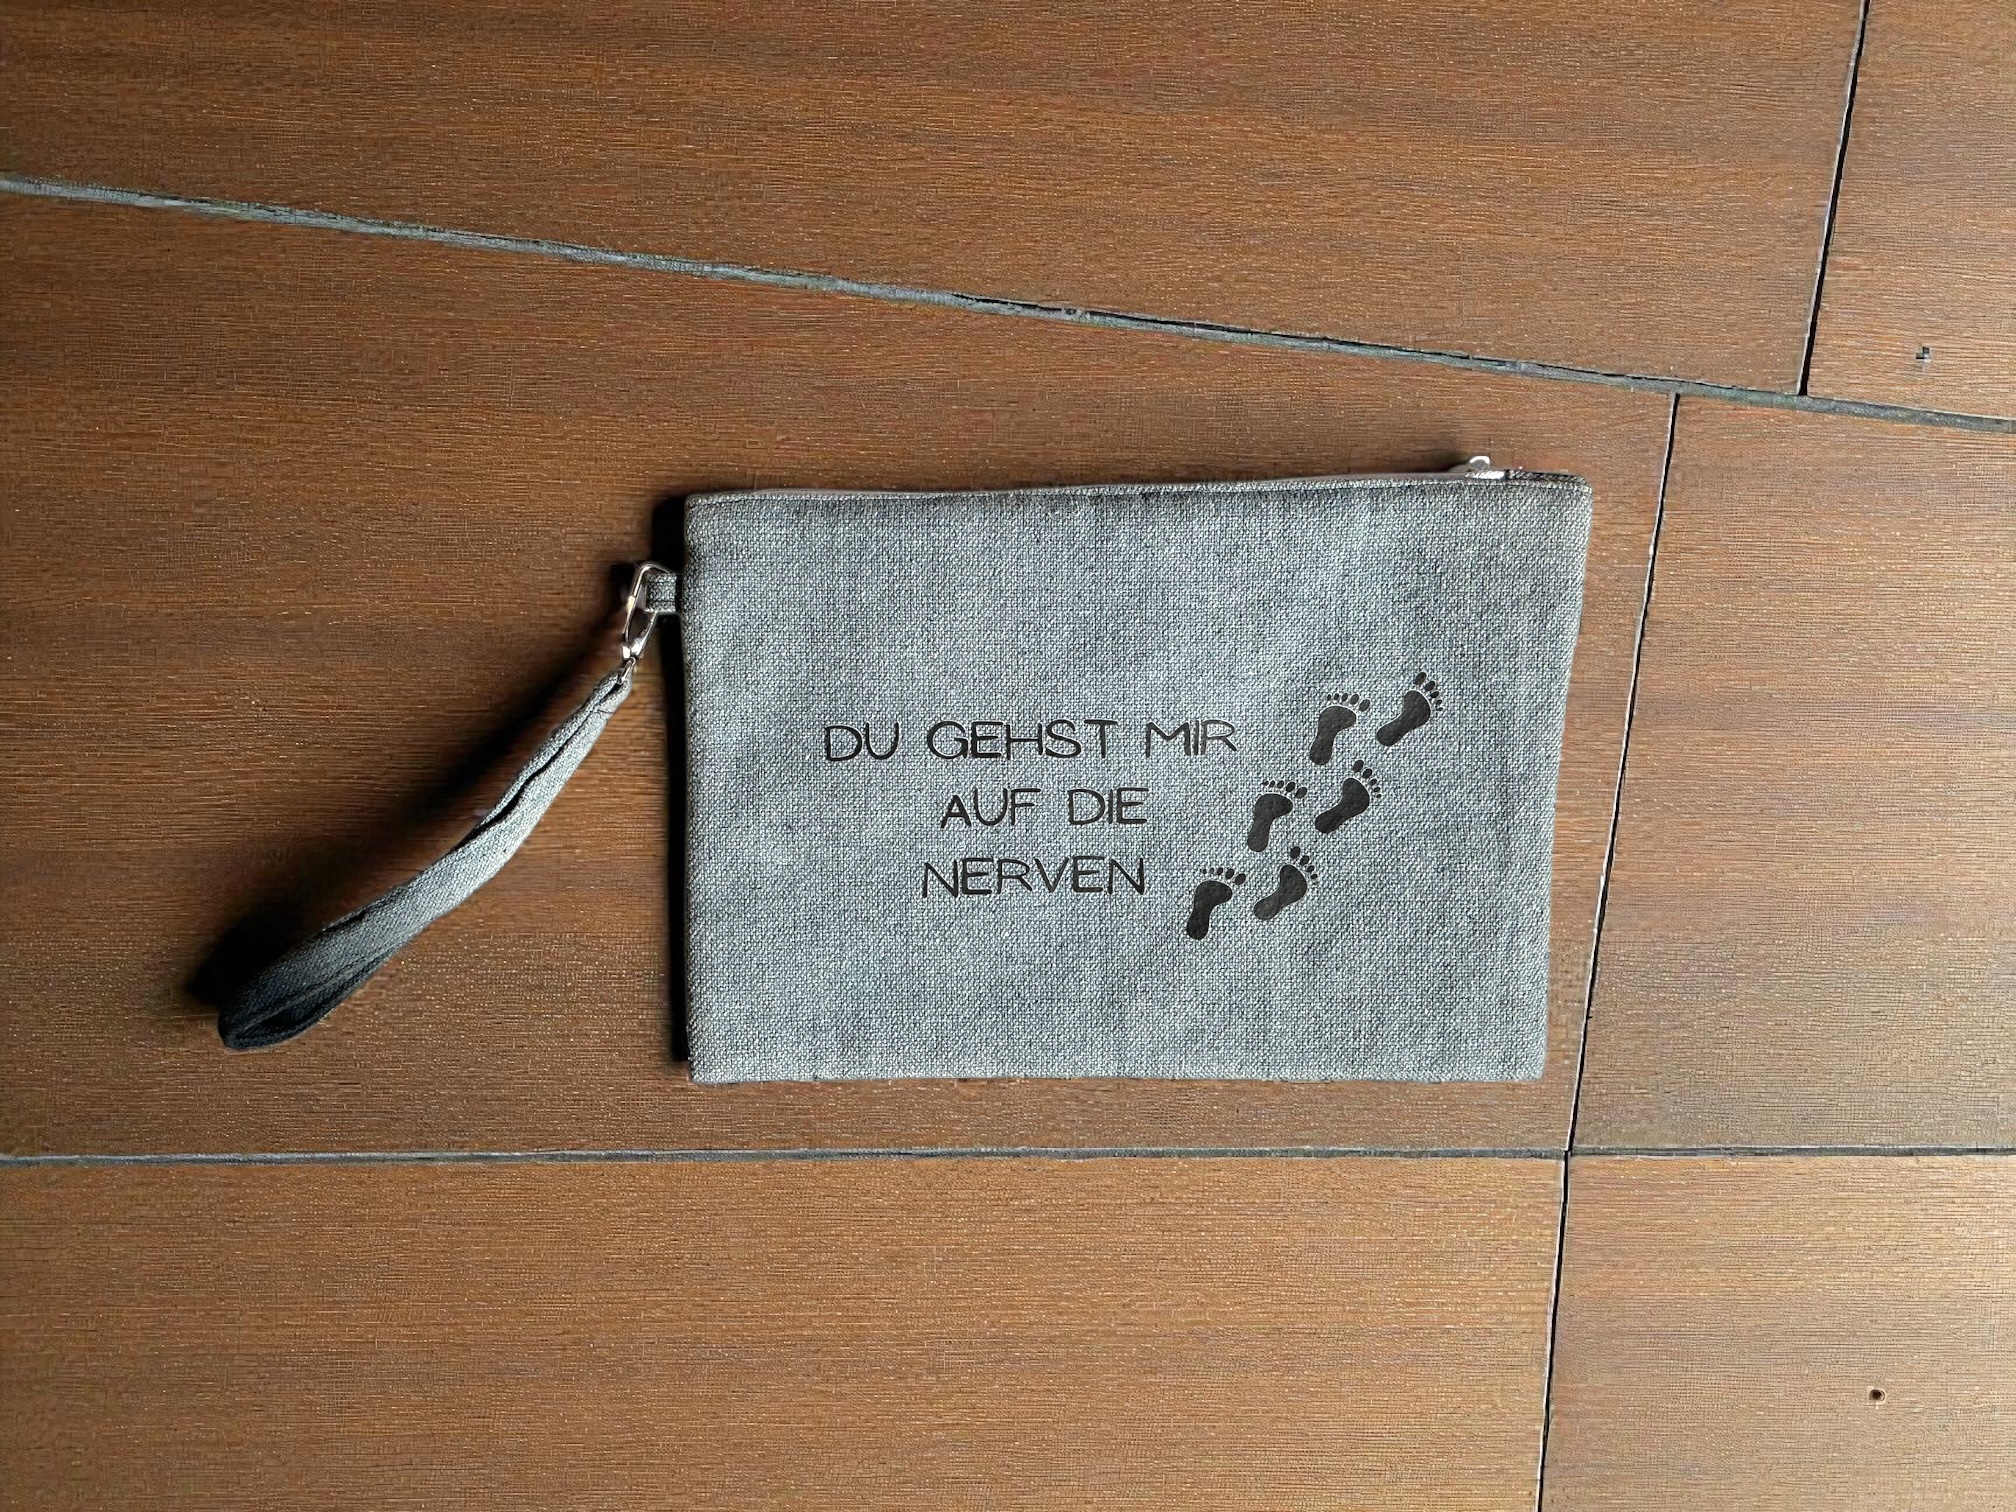 DU GEHST MIR
AUF DIE
NERVEN